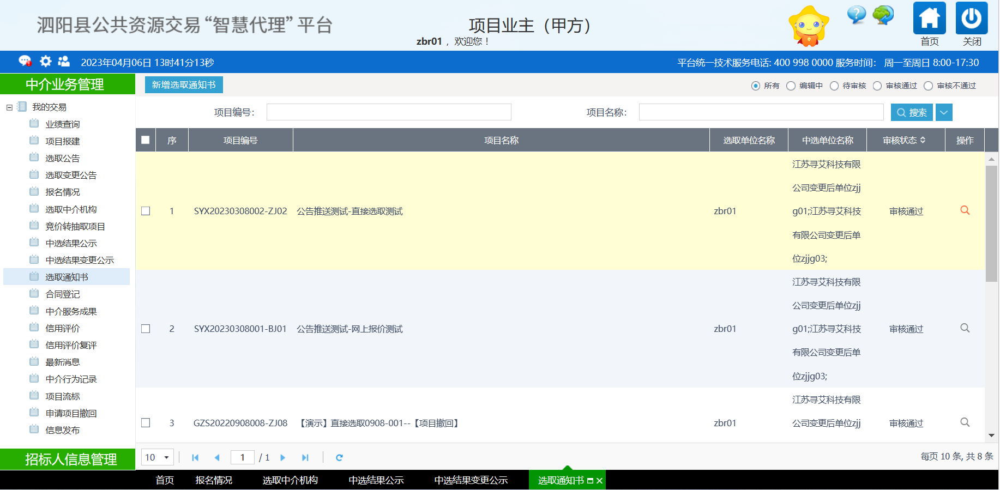 泗阳县公共资源交易“智慧代理”平台
项目业主（甲方）
zbr01 ，欢迎您！
首页
关闭
2023年04月06日 13时41分13秒
平台统一技术服务电话: 400 998 0000 服务时间： 周一至周日 8:00-17:30
中介业务管理
我的交易
业绩查询
项目报建
选取公告
选取变更公告
报名情况
选取中介机构
竞价转抽取项目
中选结果公示
中选结果变更公示
选取通知书
合同登记
中介服务成果
信用评价
信用评价复评
最新消息
中介行为记录
项目流标
申请项目撤回
信息发布
招标人信息管理
新增选取通知书
所有 编辑中 待审核 审核通过 审核不通过
项目编号：
项目名称：
搜索
序 项目编号 项目名称 选取单位名称 中选单位名称 审核状态 操作
1 SYX20230308002-ZJ02 公告推送测试-直接选取测试 zbr01
江苏寻艾科技有限
公司变更后单位zjj
g01;江苏寻艾科技
有限公司变更后单
位zjjg03;
审核通过
2 SYX20230308001-BJ01 公告推送测试-网上报价测试 zbr01
江苏寻艾科技有限
公司变更后单位zjj
g01;江苏寻艾科技
有限公司变更后单
位zjjg03;
审核通过
3 GZS20220908008-ZJ08 【演示】直接选取0908-001--【项目撤回】 zbr01
江苏寻艾科技有限
公司变更后单位zjj
审核通过
10 1 / 1
每页 10 条, 共 8 条
首页 报名情况 选取中介机构 中选结果公示 中选结果变更公示 选取通知书